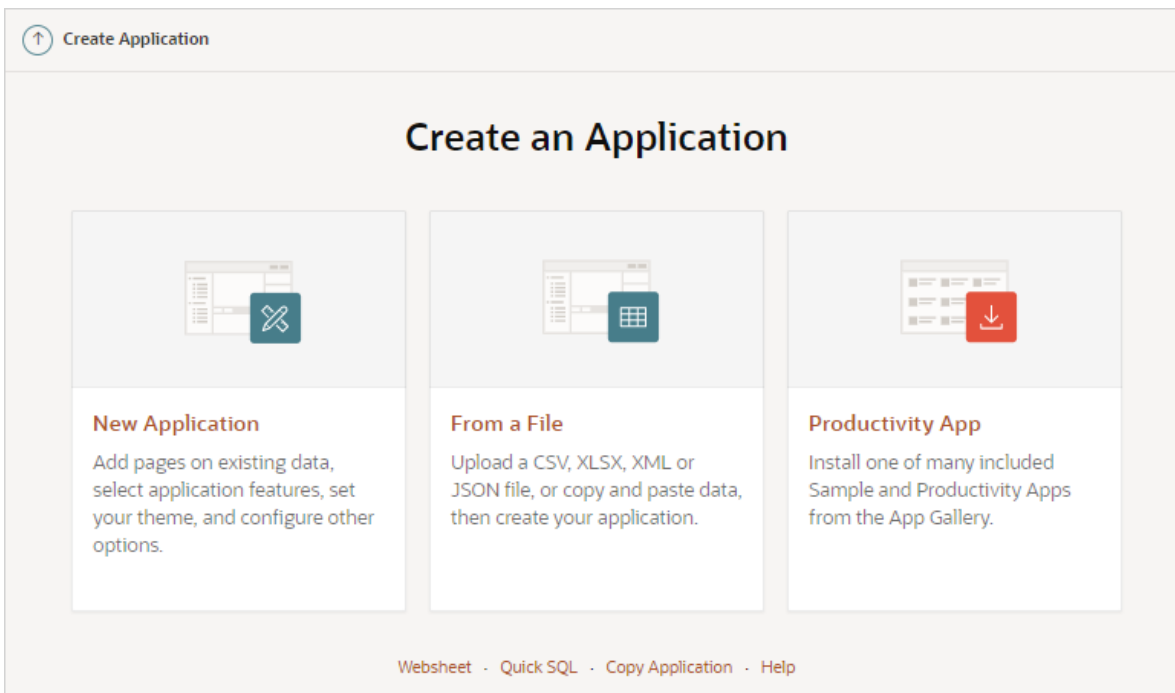 Create Application
Create an Application
New Application
Add pages on existing data,
select application features, set
your theme, and configure other
options.
From a File
Upload a CSV, XLSX, XML or
JSON file, or copy and paste data,
then create your application.
Productivity App
Install one of many included
Sample and Productivity Apps
from the App Gallery.
Websheet · Quick SQL · Copy Application · Help